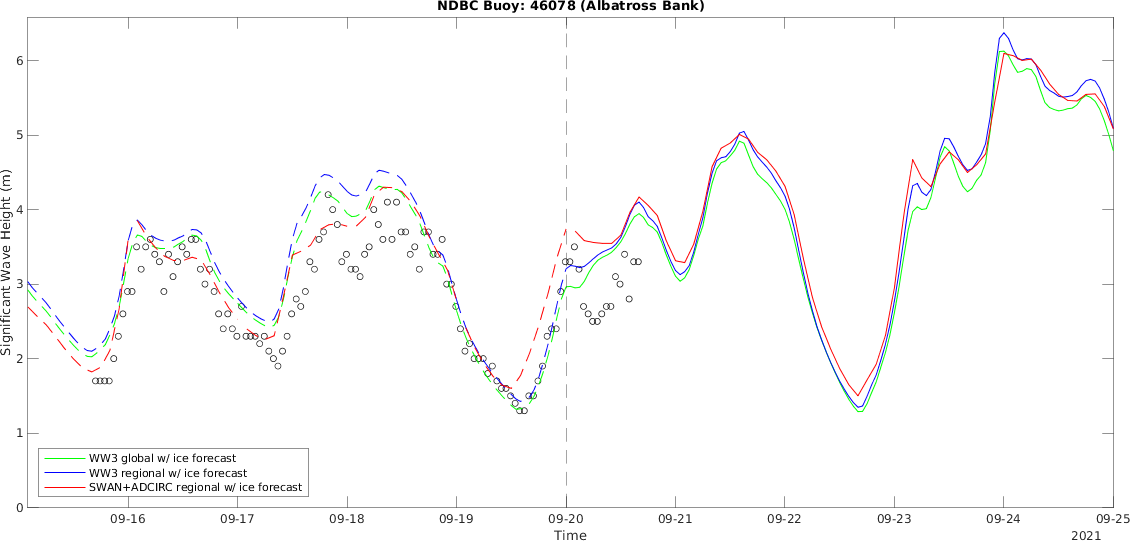 NDBC Buoy: 46078 (Albatross Bank)
Significant Wave Height (m)
6
5
4
3
2
1
0
WW3 global w/ ice forecast
WW3 regional w/ ice forecast
SWAN+ADCIRC regional w/ ice forecast
09-16 09-17 09-18 09-19 09-20 09-21 09-22 09-23 09-24 09-25
Time
2021